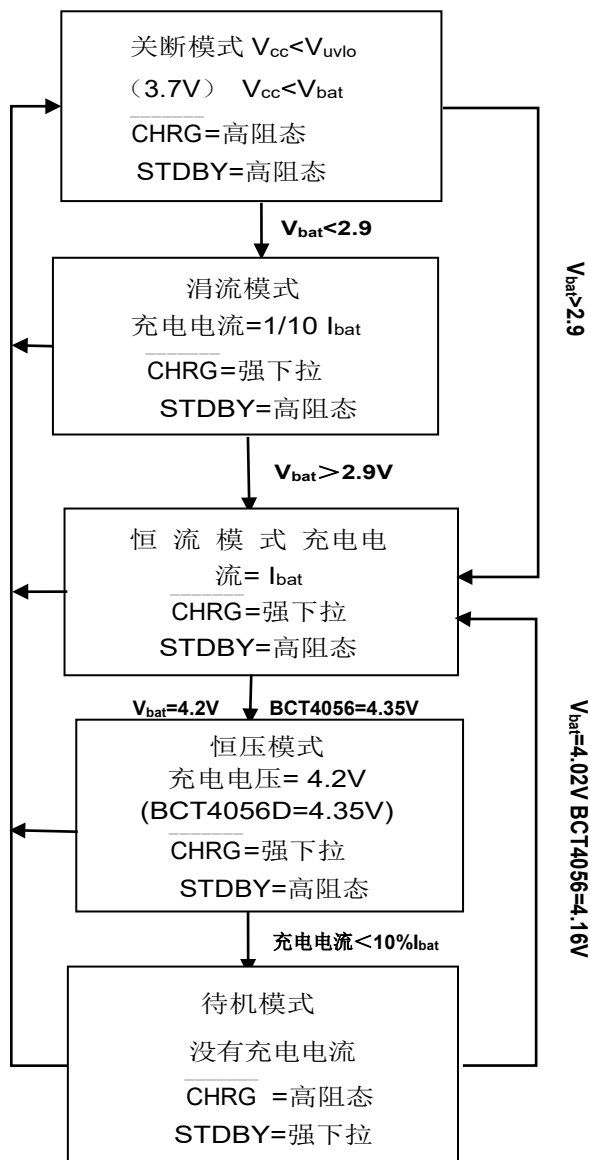 关断模式 Vcc<Vuvlo
（3.7V） Vcc<Vbat
CHRG=高阻态
STDBY=高阻态
Vbat<2.9
Vbat>2.9
涓流模式
充电电流=1/10 Ibat
CHRG=强下拉
STDBY=高阻态
Vbat＞2.9V
恒 流 模 式 充电电
流= Ibat
CHRG=强下拉
STDBY=高阻态
Vbat=4.2V BCT4056=4.35V
Vbat=4.02V BCT4056=4.16V
恒压模式
充电电压= 4.2V
(BCT4056D=4.35V)
CHRG=强下拉
STDBY=高阻态
充电电流＜10%Ibat
待机模式
没有充电电流
CHRG =高阻态
STDBY=强下拉